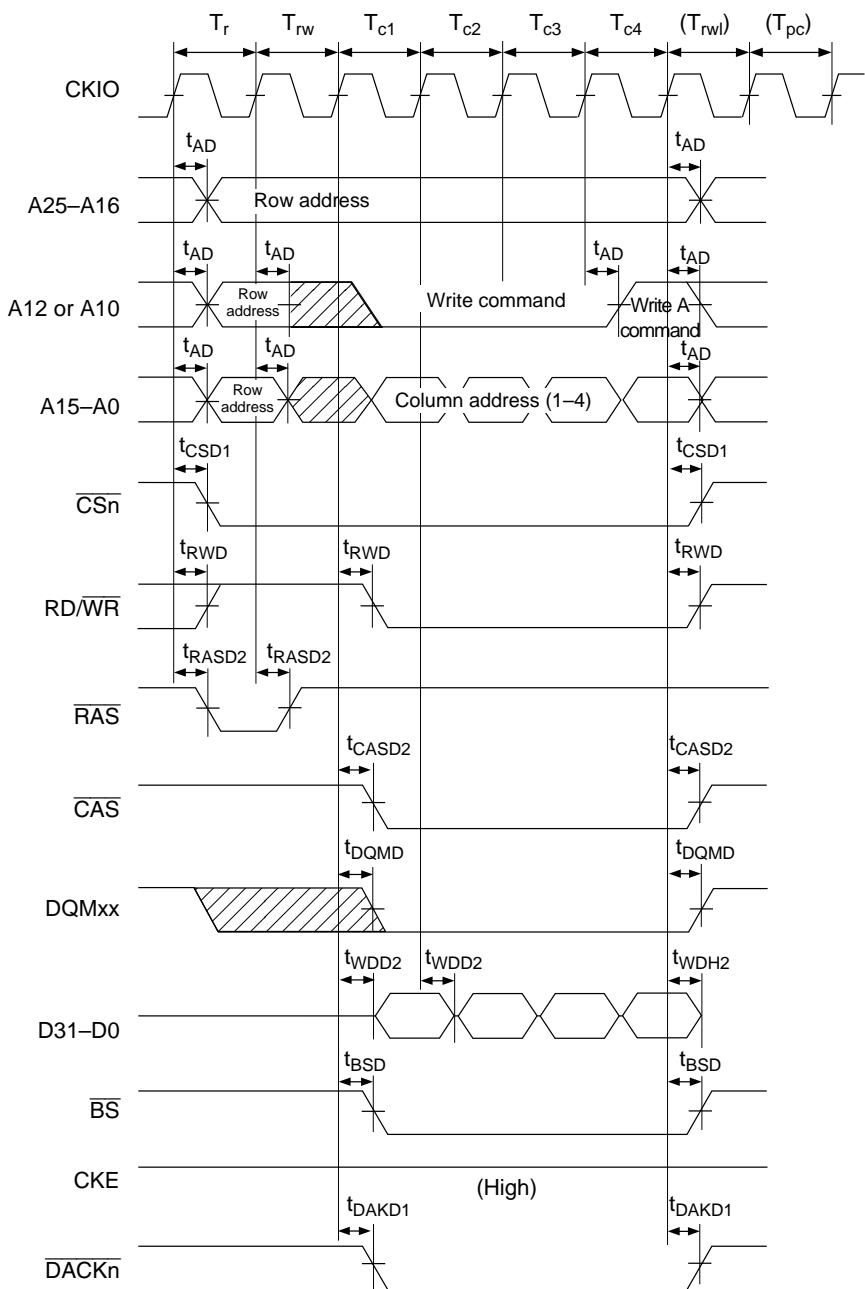 Tr Trw Tc1 Tc2 Tc3 Tc4 (Trwl) (Tpc)
CKIO
tAD tAD
A25–A16 Row address
tAD tAD tAD tAD
A12 or A10 Row address Write command Write A command
tAD tAD tAD
A15–A0 Row address Column address (1–4)
tCSD1 tCSD1
CSn
tRWD tRWD tRWD
RD/WR
tRASD2 tRASD2
RAS
tCASD2 tCASD2
CAS
tDQMD tDQMD
DQMxx
tWDD2 tWDD2 tWDH2
D31–D0
tBSD tBSD
BS
CKE (High)
tDAKD1 tDAKD1
DACKn